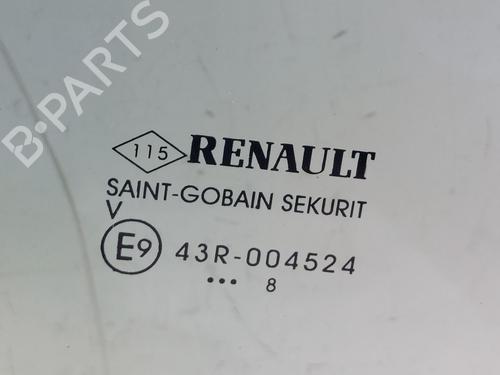 B-PARTS
115 RENAULT
SAINT-GOBAIN SEKURIT
V
E9 43R-004524
••• 8